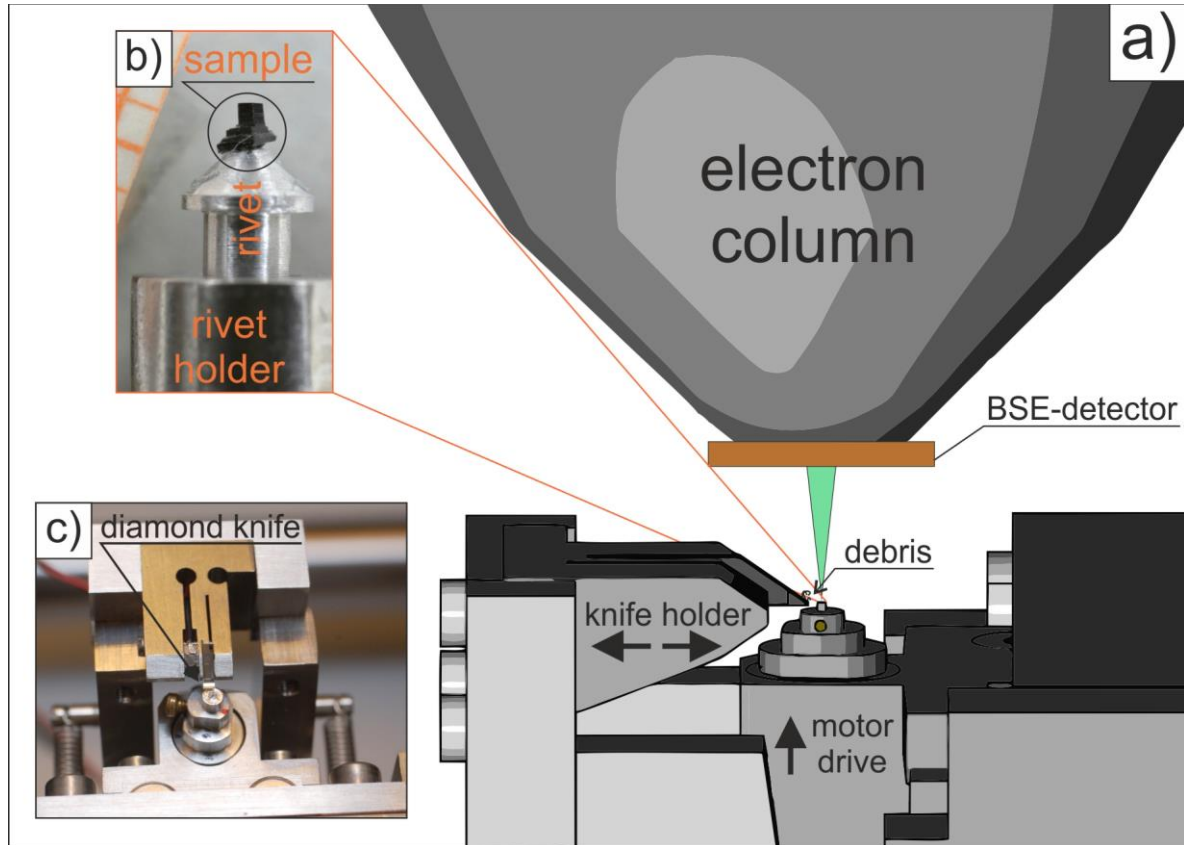 a)
b)
sample
rivet
rivet
holder
electron
column
BSE-detector
c)
diamond knife
debris
knife holder
motor
drive